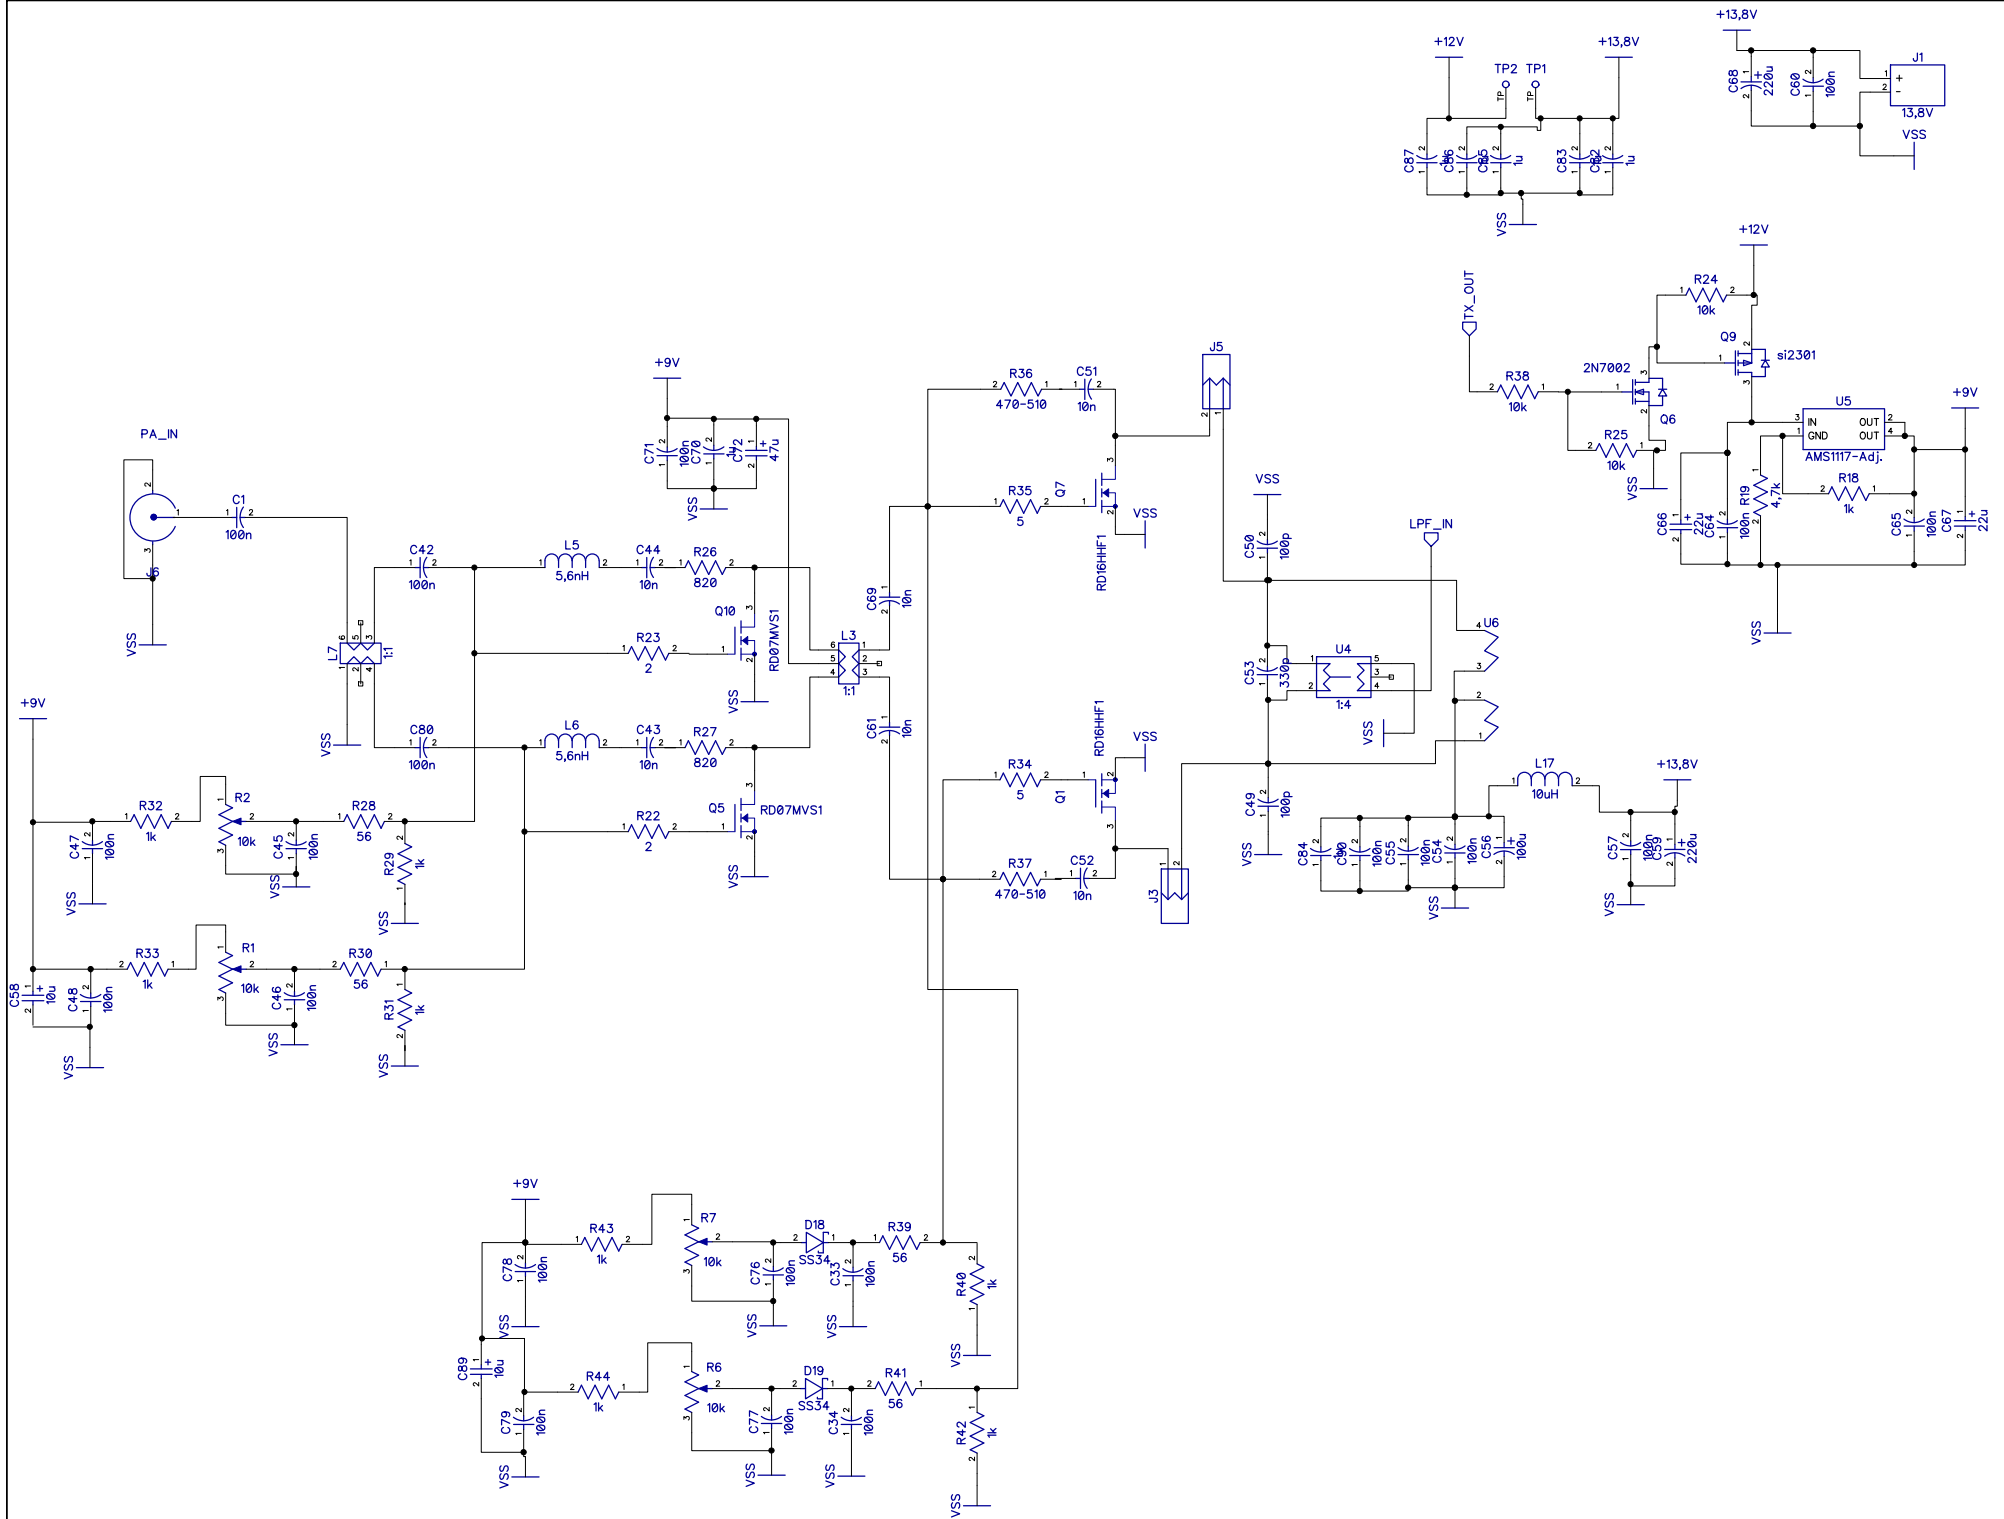 +13,8V
+12V
+13,8V
J1
TP2 TP1
C68 220u
C60 100n
1 +
2 -
13,8V
VSS
TP
TP
C87
C86
C85 1u
C83
C82 1u
VSS
+12V
TX_OUT
R24
10k
Q9
si2301
2N7002
R38
10k
Q6
R25
10k
VSS
U5
IN OUT
GND OUT
AMS1117-Adj.
+9V
R18
1k
R19 4,7k
C66 22u
C64 100n
C65 100n
C67 22u
VSS
+9V
R36
470-510
C51
10n
J5
PA_IN
C71 100n
C70 1u
C72 47u
VSS
R35
5
Q7
VSS
RD16HHF1
VSS
C50 100p
LPF_IN
C1
100n
J6
VSS
C42
100n
L5
5,6nH
C44
10n
R26
820
Q10
RD07MVS1
C69 10n
L7
1:1
R23
2
L3
1:1
VSS
U6
U4
1:4
C53 330p
VSS
+9V
VSS
C80
100n
L6
5,6nH
C43
10n
R27
820
C61 10n
RD16HHF1
VSS
R34
5
Q1
C49 100p
VSS
L17
10uH
+13,8V
R32
1k
R2
10k
R28
56
Q5
RD07MVS1
R22
2
VSS
C47 100n
C45 100n
R29 1k
VSS
VSS
VSS
R37
470-510
C52
10n
J3
C84
C90 100n
C55 100n
C54 100n
C56 100u
VSS
C57 100n
C59 220u
VSS
R33
1k
R1
10k
R30
56
C58 10u
C48 100n
C46 100n
R31 1k
VSS
VSS
VSS
+9V
R43
1k
R7
10k
D18
SS34
R39
56
C78 100n
C76 100n
C33 100n
R40 1k
VSS
VSS
VSS
VSS
C89 10u
R44
1k
R6
10k
D19
SS34
R41
56
C79 100n
C77 100n
C34 100n
R42 1k
VSS
VSS
VSS
VSS